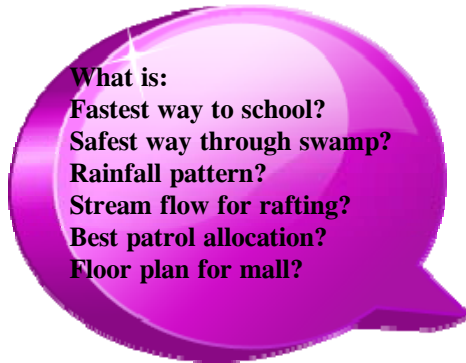 What is:
Fastest way to school?
Safest way through swamp?
Rainfall pattern?
Stream flow for rafting?
Best patrol allocation?
Floor plan for mall?